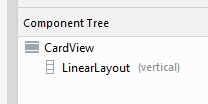 Component Tree
CardView
LinearLayout (vertical)